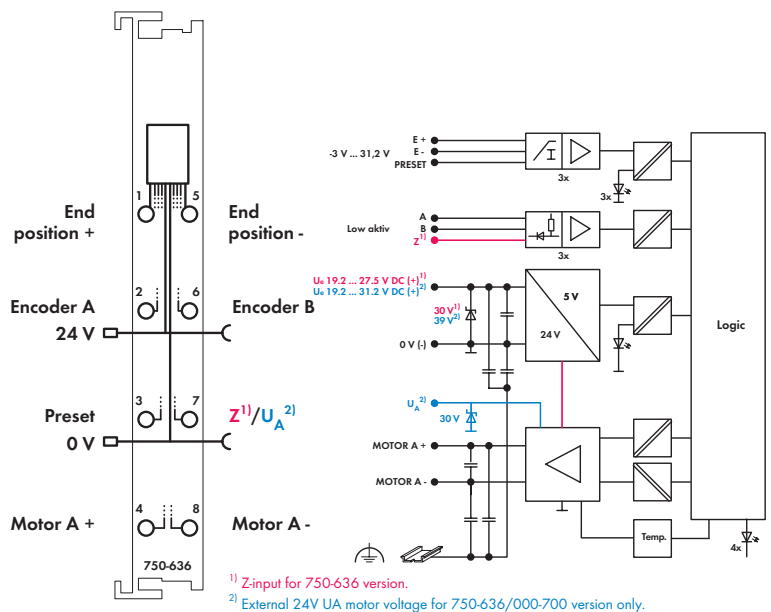 1 5
End position + End position -
2 6
Encoder A Encoder B
24 V
3 7
Preset Z¹⁾/U_A²⁾
0 V
4 8
Motor A + Motor A -
750-636
E +
-3 V ... 31,2 V E -
PRESET
3x
3x
A
Low aktiv B
Z¹⁾
3x
Uₑ 19.2 ... 27.5 V DC (+)¹⁾
Uₑ 19.2 ... 31.2 V DC (+)²⁾
30 V¹⁾
39 V²⁾
5 V
24 V
0 V (-)
Logic
U_A²⁾
30 V
MOTOR A +
MOTOR A -
Temp.
4x
¹⁾ Z-input for 750-636 version.
²⁾ External 24V UA motor voltage for 750-636/000-700 version only.